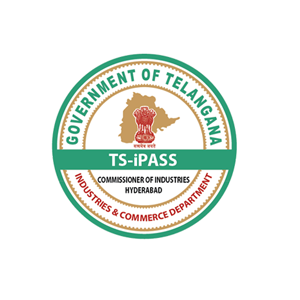 GOVERNMENT OF TELANGANA
TS-iPASS
COMMISSIONER OF INDUSTRIES
HYDERABAD
INDUSTRIES & COMMERCE DEPARTMENT